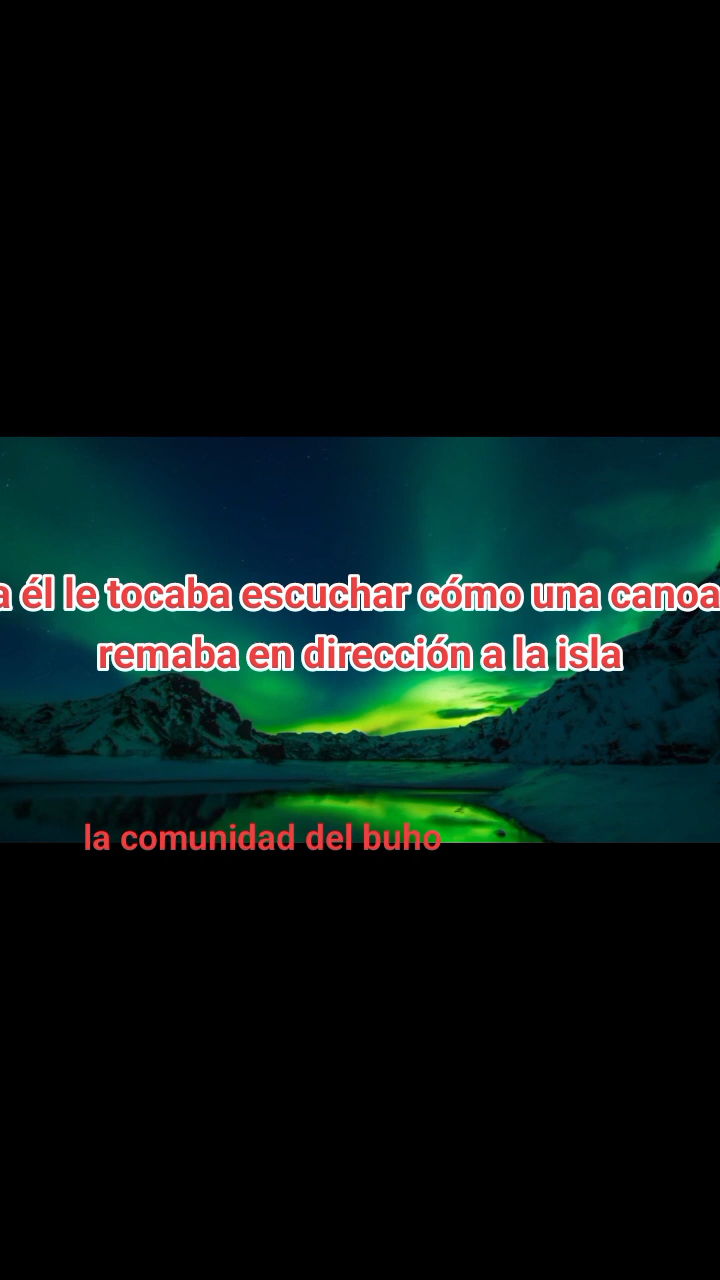 a él le tocaba escuchar cómo una canoa
remaba en dirección a la isla
la comunidad del buho